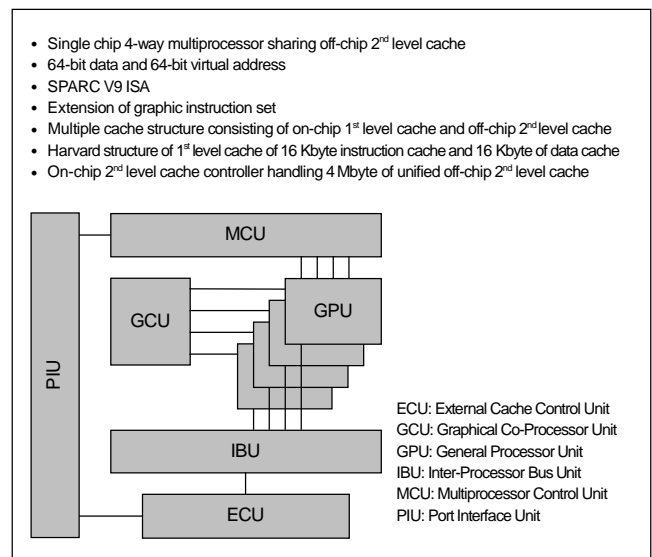 • Single chip 4-way multiprocessor sharing off-chip 2nd level cache
• 64-bit data and 64-bit virtual address
• SPARC V9 ISA
• Extension of graphic instruction set
• Multiple cache structure consisting of on-chip 1st level cache and off-chip 2nd level cache
• Harvard structure of 1st level cache of 16 Kbyte instruction cache and 16 Kbyte of data cache
• On-chip 2nd level cache controller handling 4 Mbyte of unified off-chip 2nd level cache
MCU
GCU
GPU
PIU
IBU
ECU
ECU: External Cache Control Unit
GCU: Graphical Co-Processor Unit
GPU: General Processor Unit
IBU: Inter-Processor Bus Unit
MCU: Multiprocessor Control Unit
PIU: Port Interface Unit